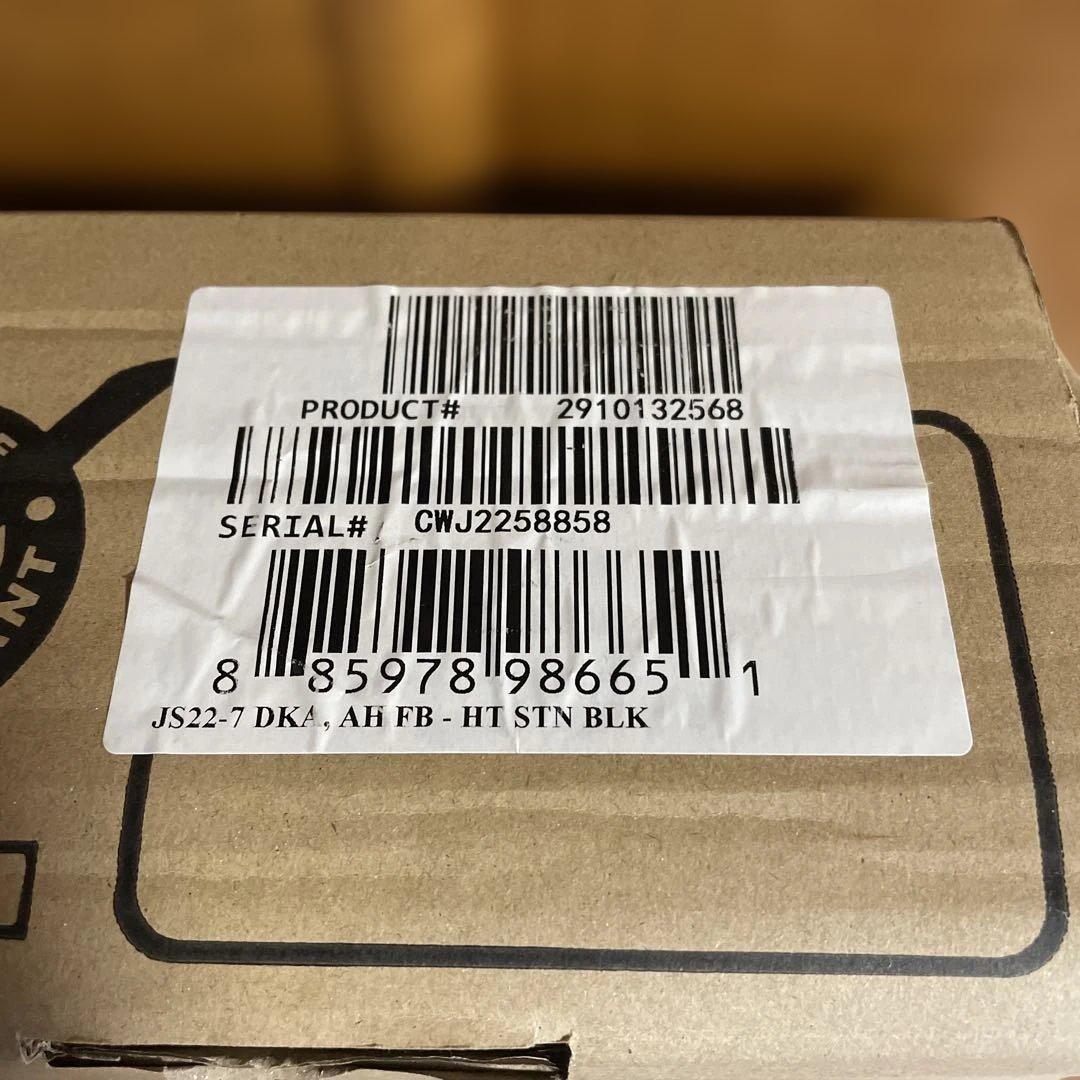 PRODUCT# 2910132568
SERIAL# CWJ2258858
8 85978 98665 1
JS22-7 DKA, AH FB - HT STN BLK